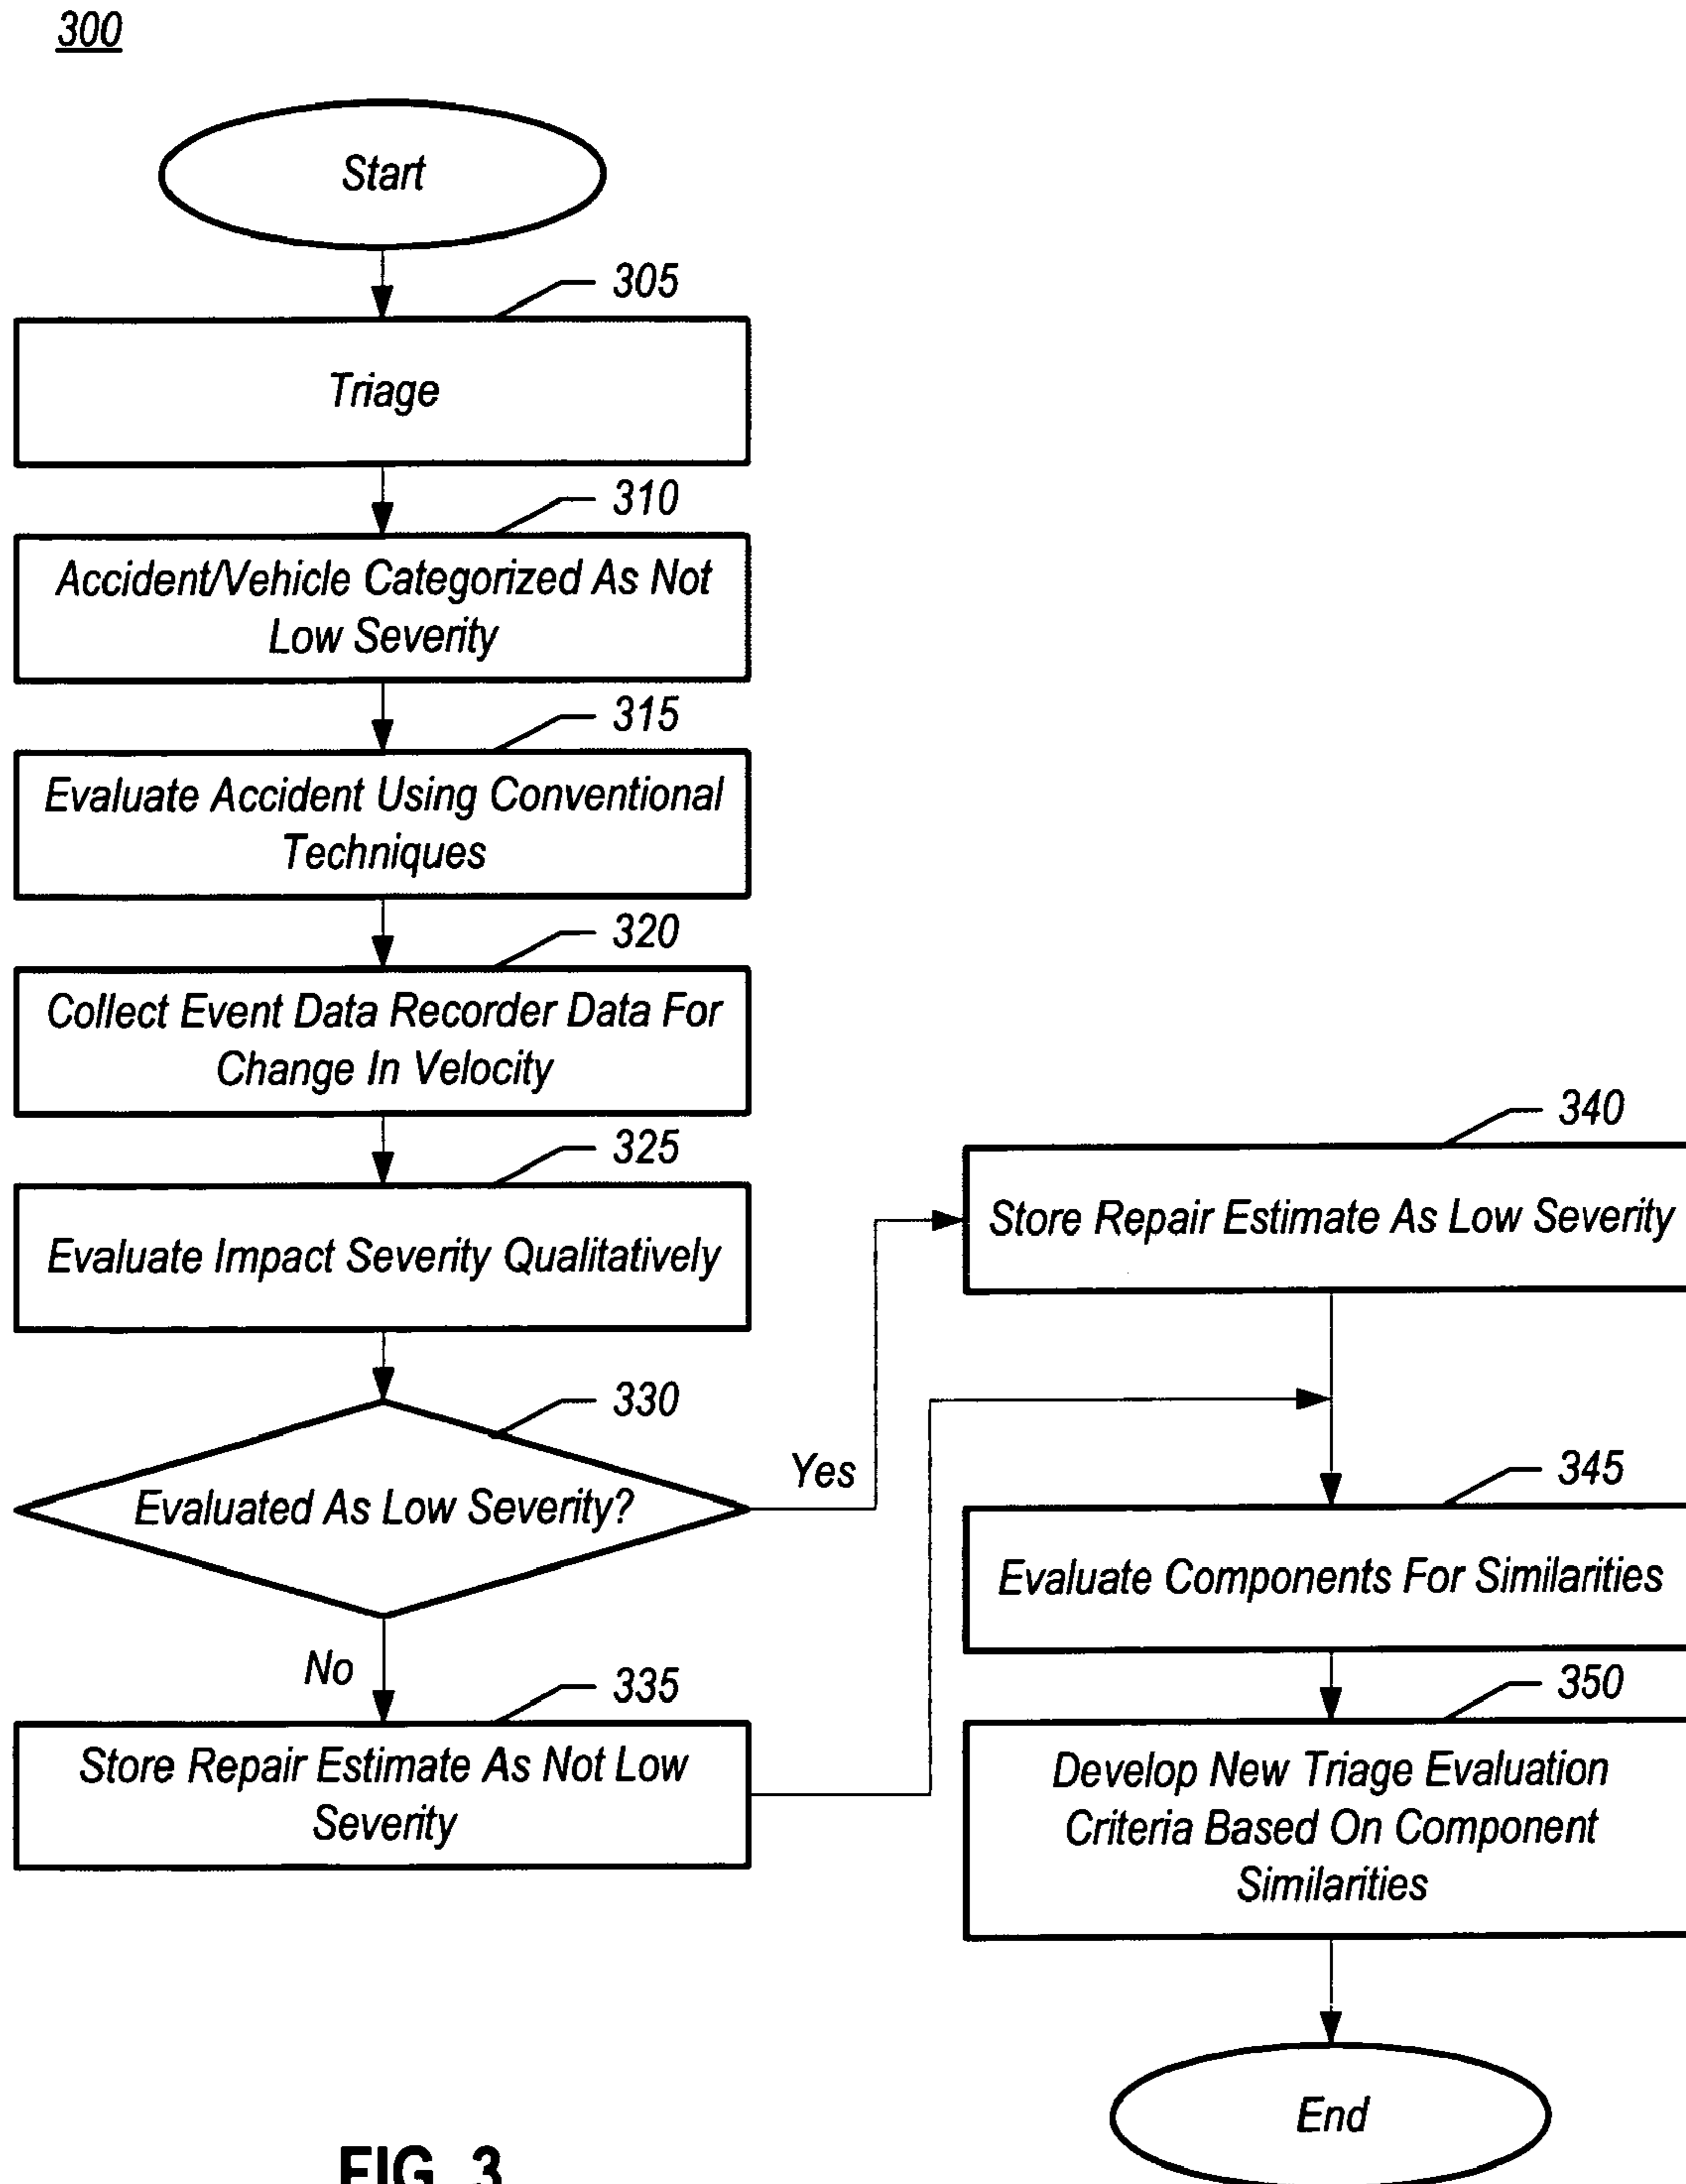 300
Start
305
Triage
310
Accident/Vehicle Categorized As Not
Low Severity
315
Evaluate Accident Using Conventional
Techniques
320
Collect Event Data Recorder Data For
Change In Velocity
325
Evaluate Impact Severity Qualitatively
330
Evaluated As Low Severity?
Yes
No
335
Store Repair Estimate As Not Low
Severity
340
Store Repair Estimate As Low Severity
345
Evaluate Components For Similarities
350
Develop New Triage Evaluation
Criteria Based On Component
Similarities
End
FIG. 3